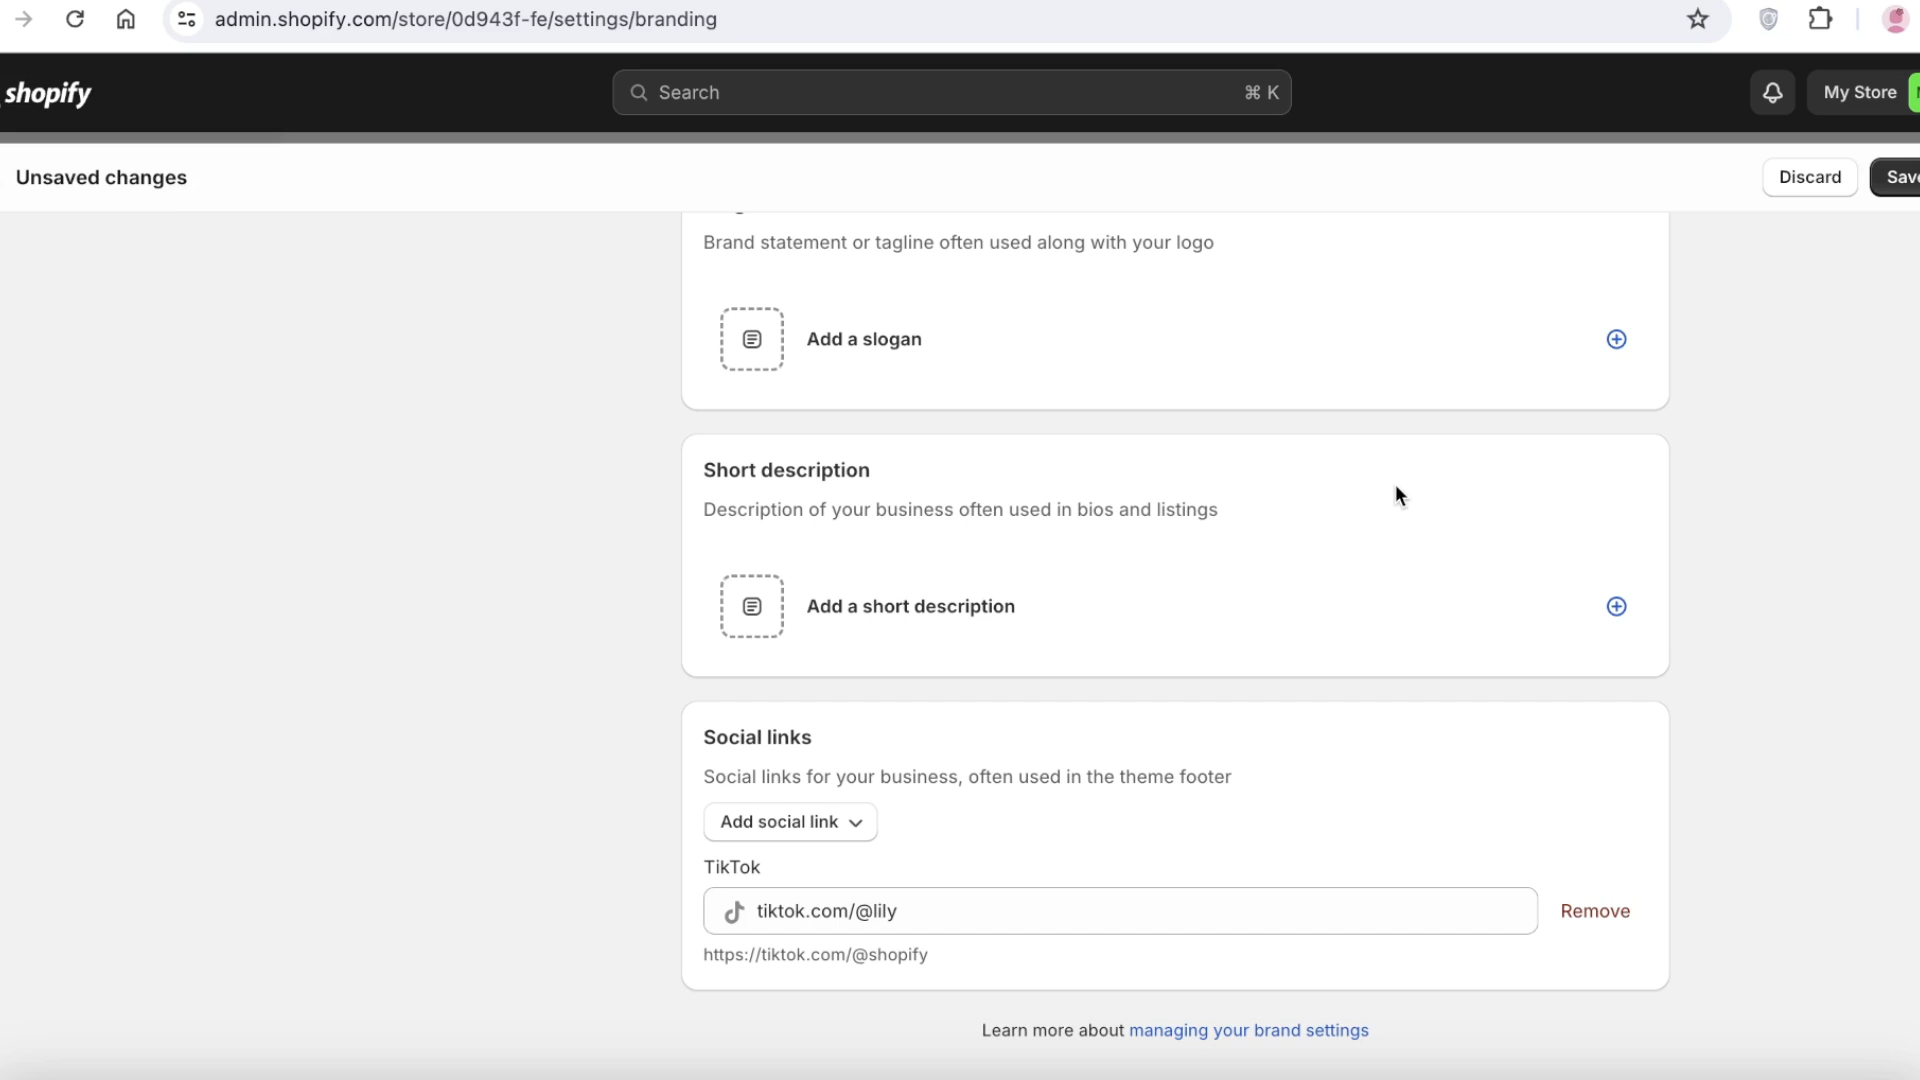 admin.shopify.com/store/0d943f-fe/settings/branding
shopify
Search
⌘ K
My Store
Unsaved changes
Discard
Save
Brand statement or tagline often used along with your logo
Add a slogan
Short description
Description of your business often used in bios and listings
Add a short description
Social links
Social links for your business, often used in the theme footer
Add social link
TikTok
tiktok.com/@lily
Remove
https://tiktok.com/@shopify
Learn more about managing your brand settings